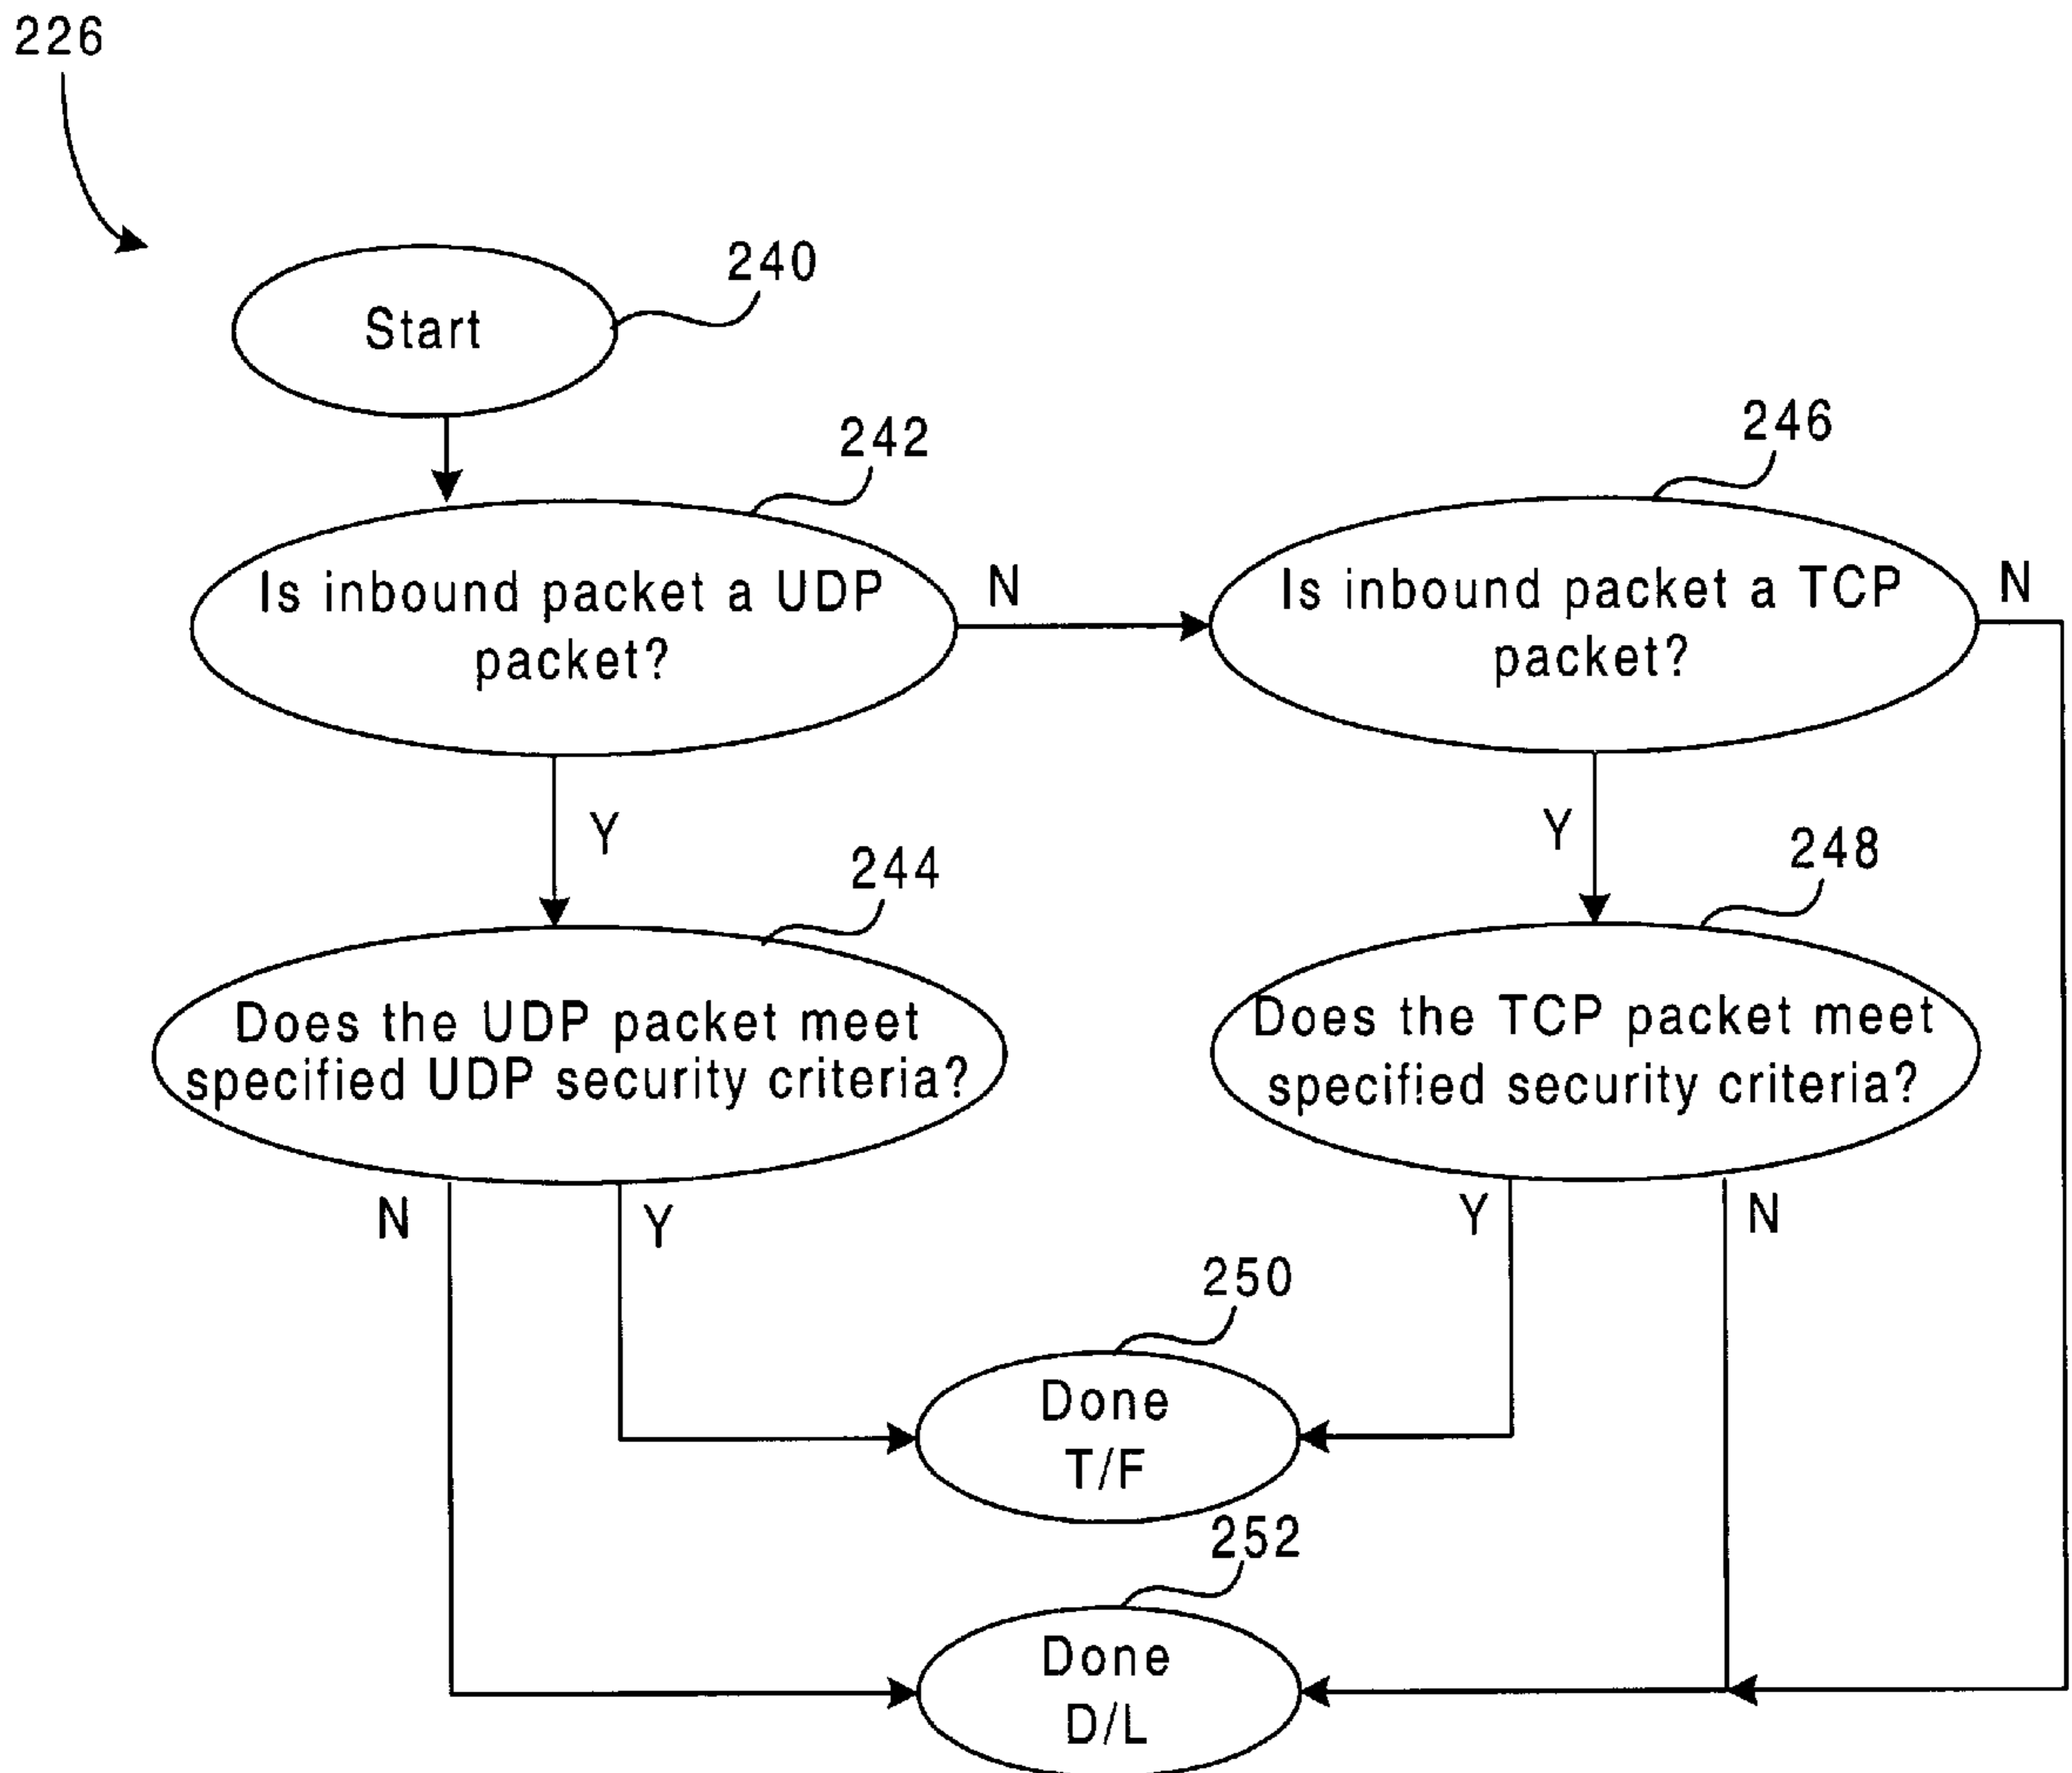 226
240
Start
242
246
Is inbound packet a UDP
packet?
N
Is inbound packet a TCP
packet?
N
Y
Y
244
248
Does the UDP packet meet
specified UDP security criteria?
Does the TCP packet meet
specified security criteria?
N
Y
Y
N
250
Done
T/F
252
Done
D/L